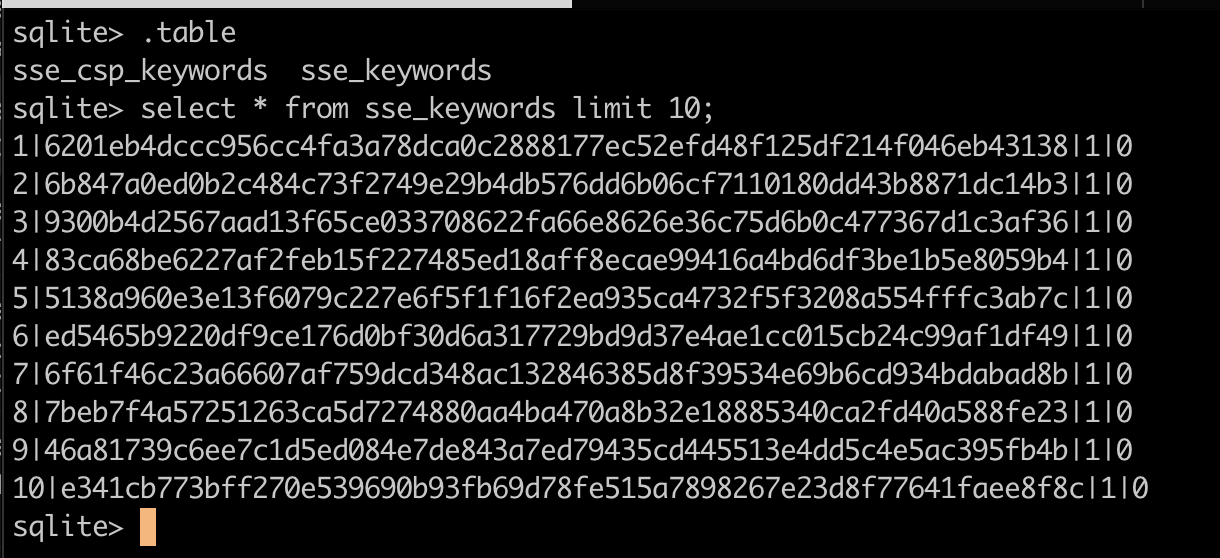 sqlite> .table
sse_csp_keywords  sse_keywords
sqlite> select * from sse_keywords limit 10;
1|6201eb4dccc956cc4fa3a78dca0c2888177ec52efd48f125df214f046eb43138|1|0
2|6b847a0ed0b2c484c73f2749e29b4db576dd6b06cf7110180dd43b8871dc14b3|1|0
3|9300b4d2567aad13f65ce033708622fa66e8626e36c75d6b0c477367d1c3af36|1|0
4|83ca68be6227af2feb15f227485ed18aff8ecae99416a4bd6df3be1b5e8059b4|1|0
5|5138a960e3e13f6079c227e6f5f1f16f2ea935ca4732f5f3208a554fffc3ab7c|1|0
6|ed5465b9220df9ce176d0bf30d6a317729bd9d37e4ae1cc015cb24c99af1df49|1|0
7|6f61f46c23a66607af759dcd348ac132846385d8f39534e69b6cd934bdabad8b|1|0
8|7beb7f4a57251263ca5d7274880aa4ba470a8b32e18885340ca2fd40a588fe23|1|0
9|46a81739c6ee7c1d5ed084e7de843a7ed79435cd445513e4dd5c4e5ac395fb4b|1|0
10|e341cb773bff270e539690b93fb69d78fe515a7898267e23d8f77641faee8f8c|1|0
sqlite>